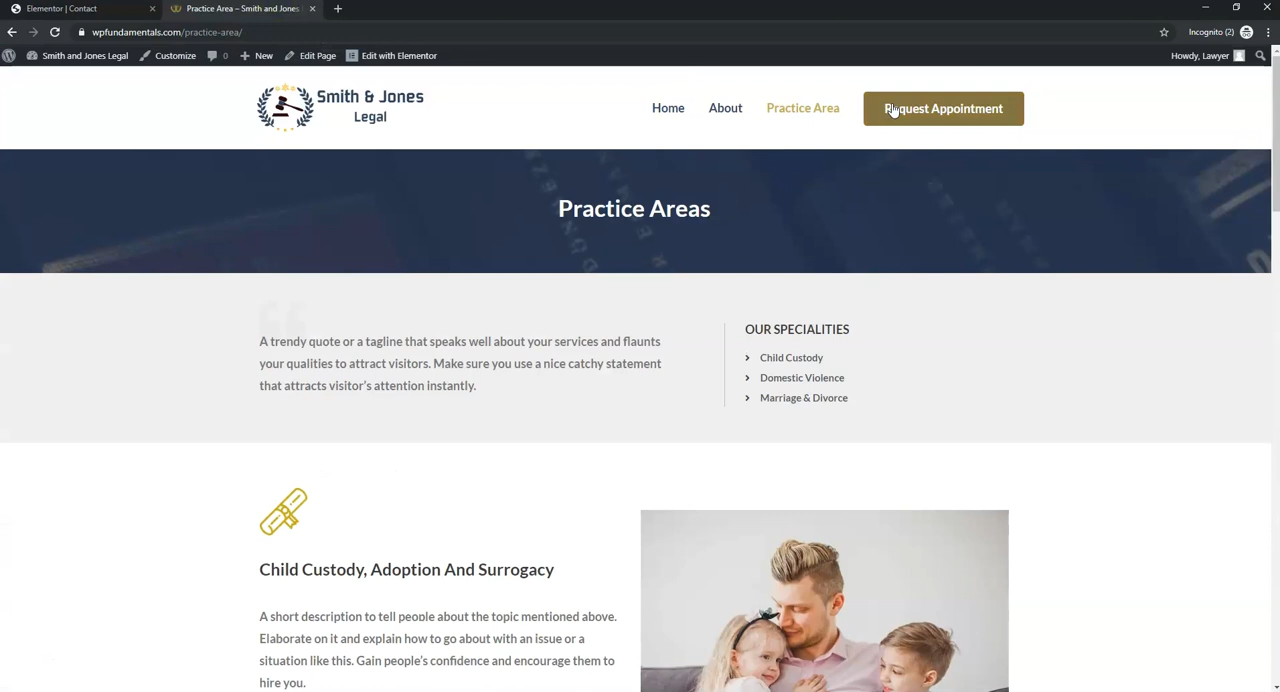 Elementor | Contact
Practice Area – Smith and Jones
wpfundamentals.com/practice-area/
Incognito (2)
Smith and Jones Legal
Customize
0
New
Edit Page
Edit with Elementor
Howdy, Lawyer
Smith & Jones
Legal
Home
About
Practice Area
Request Appointment
Practice Areas
A trendy quote or a tagline that speaks well about your services and flaunts
your qualities to attract visitors. Make sure you use a nice catchy statement
that attracts visitor's attention instantly.
OUR SPECIALITIES
Child Custody
Domestic Violence
Marriage & Divorce
Child Custody, Adoption And Surrogacy
A short description to tell people about the topic mentioned above.
Elaborate on it and explain how to go about with an issue or a
situation like this. Gain people's confidence and encourage them to
hire you.